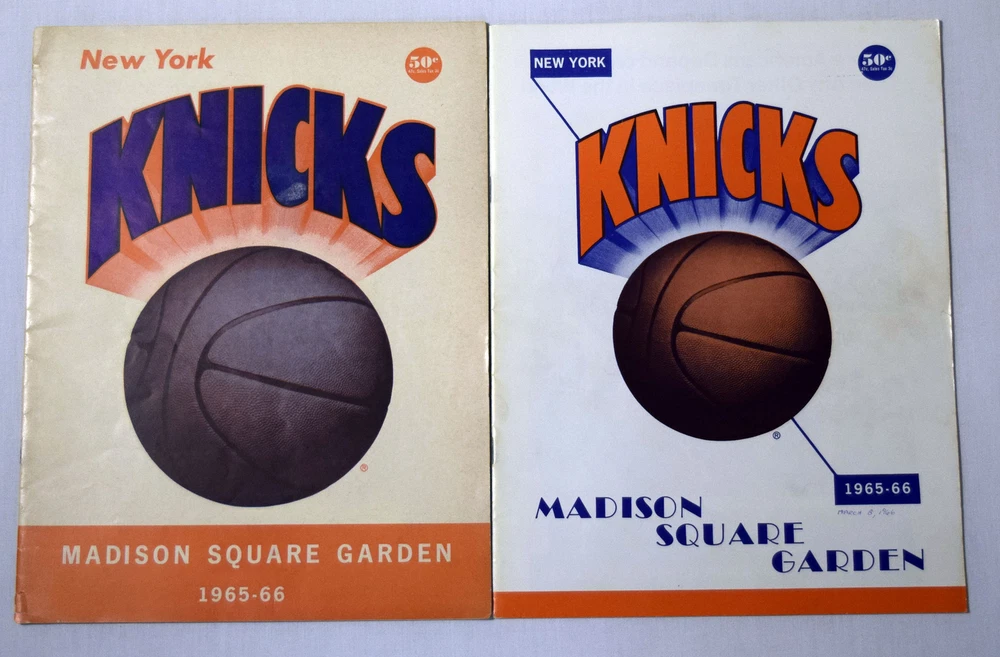 New York
50¢
KNICKS
®
MADISON SQUARE GARDEN
1965-66
NEW YORK
50¢
KNICKS
®
1965-66
MADISON
SQUARE
GARDEN